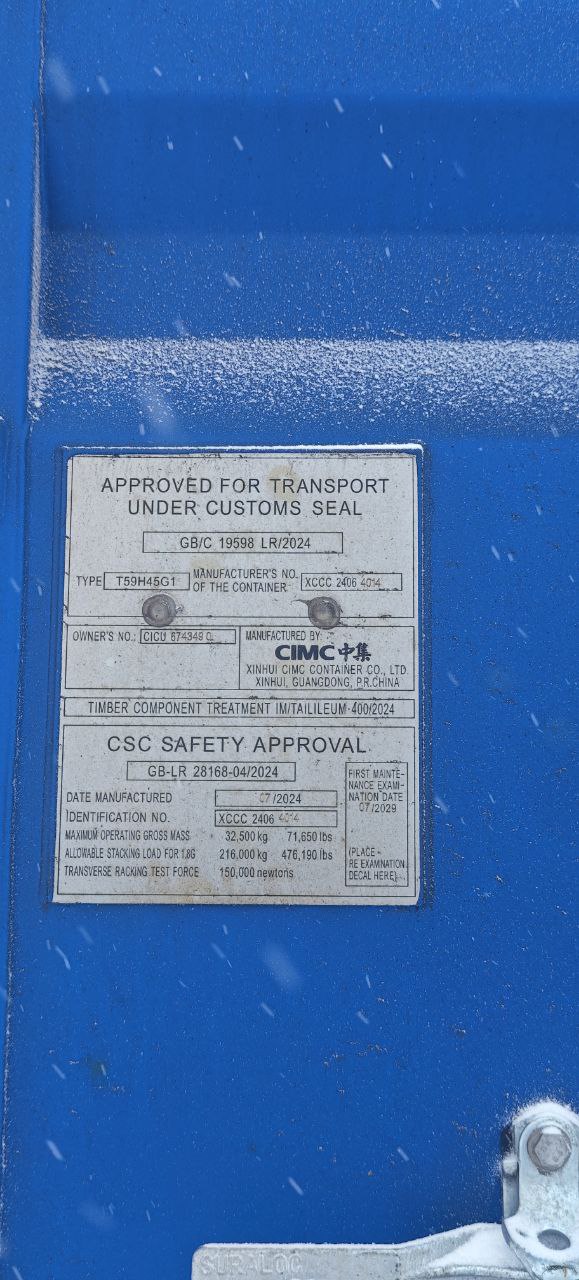 APPROVED FOR TRANSPORT
UNDER CUSTOMS SEAL
GB/C 19598 LR/2024
TYPE T59H45G1 MANUFACTURER'S NO. OF THE CONTAINER XCCC 2406 4014
OWNER'S NO.: CICU 674349 0
MANUFACTURED BY:
CIMC中集
XINHUI CIMC CONTAINER CO., LTD.
XINHUI, GUANGDONG, P.R.CHINA
TIMBER COMPONENT TREATMENT IM/TAILILEUM 400/2024
CSC SAFETY APPROVAL
GB-LR 28168-04/2024
DATE MANUFACTURED 07/2024
IDENTIFICATION NO. XCCC 2406 4014
MAXIMUM OPERATING GROSS MASS 32,500 kg 71,650 lbs
ALLOWABLE STACKING LOAD FOR 1.8G 216,000 kg 476,190 lbs
TRANSVERSE RACKING TEST FORCE 150,000 newtons
FIRST MAINTE-
NANCE EXAMI-
NATION DATE
07/2029
(PLACE
RE EXAMINATION
DECAL HERE)
SURALOC